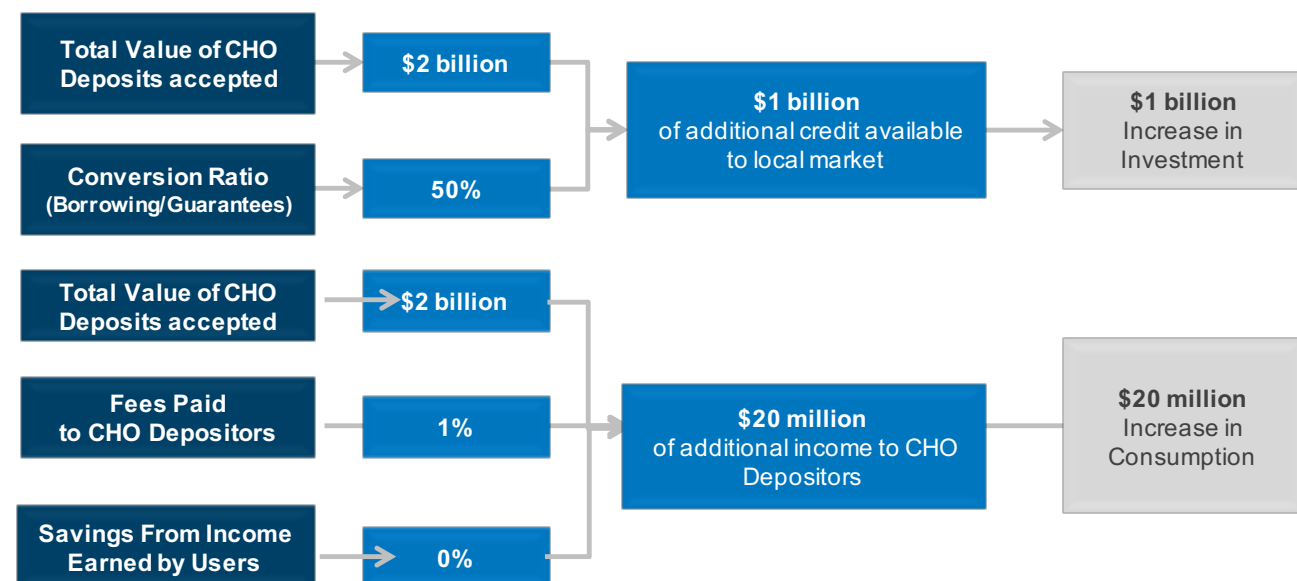 Total Value of CHO
Deposits accepted
$2 billion
Conversion Ratio
(Borrowing/Guarantees)
50%
$1 billion
of additional credit available
to local market
$1 billion
Increase in
Investment
Total Value of CHO
Deposits accepted
$2 billion
Fees Paid
to CHO Depositors
1%
Savings From Income
Earned by Users
0%
$20 million
of additional income to CHO
Depositors
$20 million
Increase in
Consumption